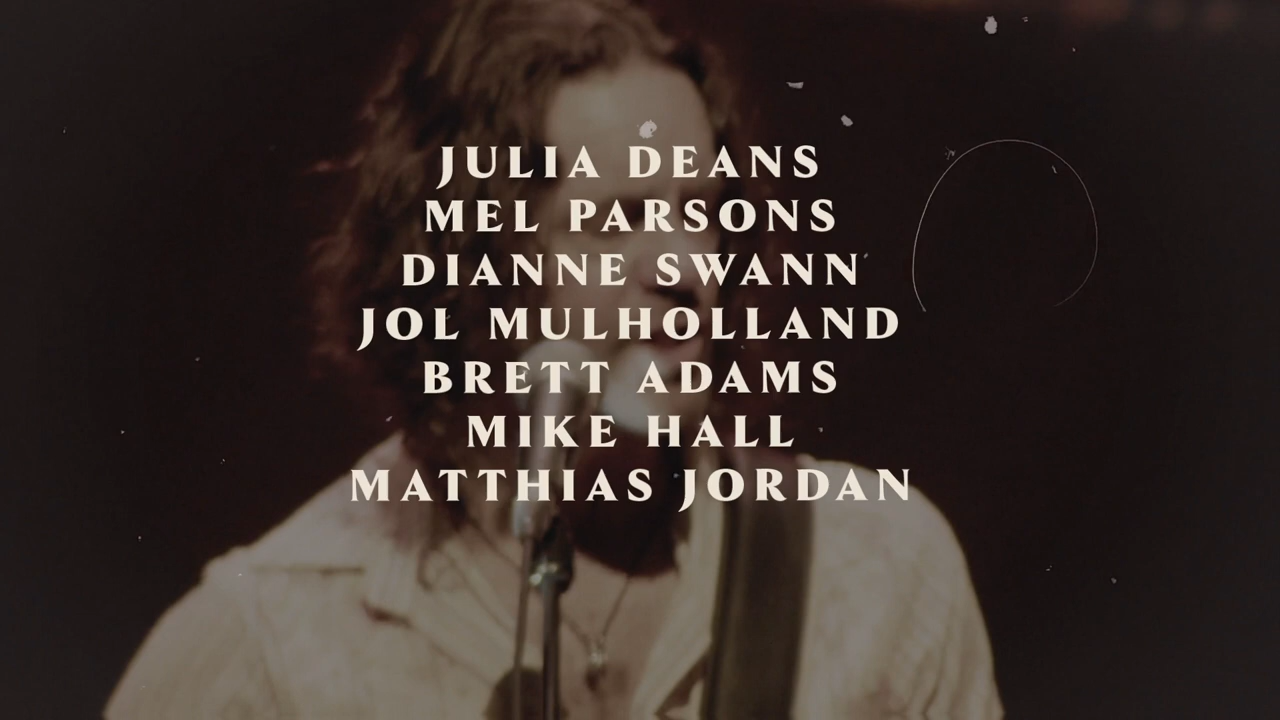 JULIA DEANS
MEL PARSONS
DIANNE SWANN
JOL MULHOLLAND
BRETT ADAMS
MIKE HALL
MATTHIAS JORDAN